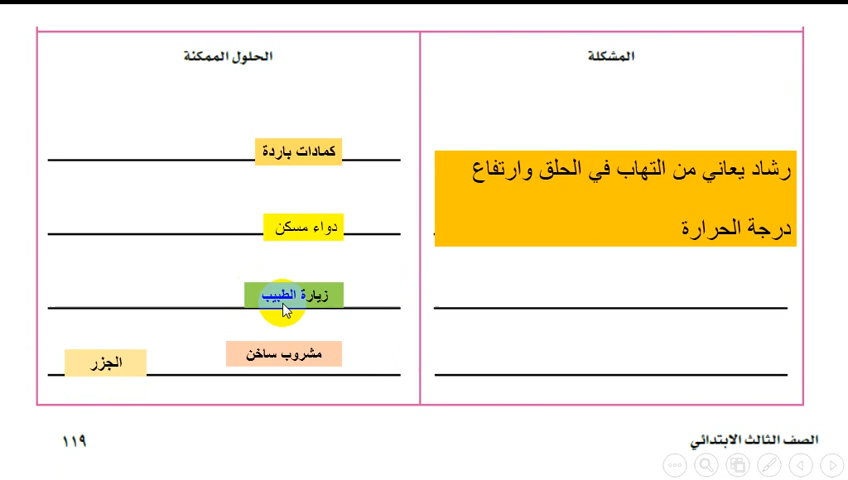 المشكلة
الحلول الممكنة
رشاد يعاني من التهاب في الحلق وارتفاع
درجة الحرارة
كمادات باردة
دواء مسكن
زيارة الطبيب
مشروب ساخن
الجزر
الصف الثالث الابتدائي
١١٩